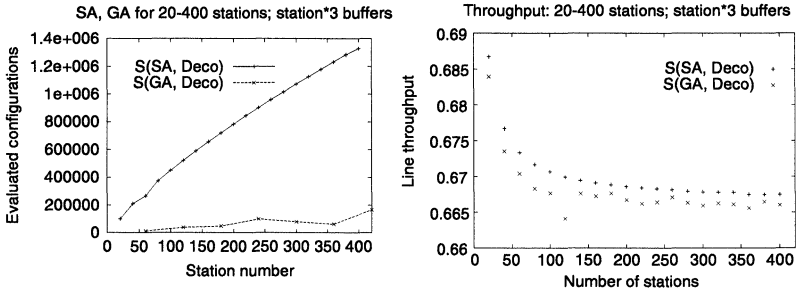 SA, GA for 20-400 stations; station*3 buffers
1.4e+006
1.2e+006
1e+006
800000
600000
400000
200000
0
Evaluated configurations
S(SA, Deco)
S(GA, Deco)
0 50 100 150 200 250 300 350 400
Station number
Throughput: 20-400 stations; station*3 buffers
0.69
0.685
0.68
0.675
0.67
0.665
0.66
Line throughput
S(SA, Deco)
S(GA, Deco)
0 50 100 150 200 250 300 350 400
Number of stations